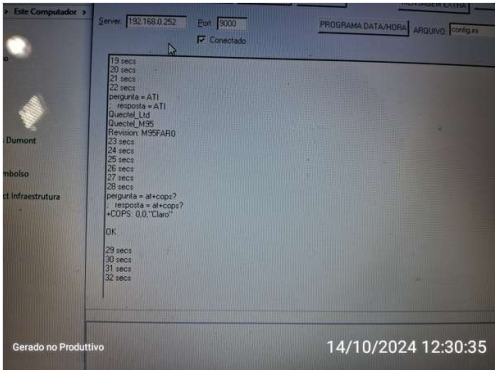 Este Computador
Server: 192.168.0.252 Port 9000
MENSAGEM EXTRA
PROGRAMA DATA/HORA ARQUIVO: config.ini
Conectado
19 secs
20 secs
21 secs
22 secs
pergunta = ATI
; resposta = ATI
Quectel_Ltd
Quectel_M95
Revision: M95FAR0
23 secs
24 secs
25 secs
26 secs
27 secs
28 secs
pergunta = at+cops?
; resposta = at+cops?
+COPS: 0,0,"Claro"
OK
29 secs
30 secs
31 secs
32 secs
Dumont
ct Infraestrutura
Gerado no Produttivo
14/10/2024 12:30:35